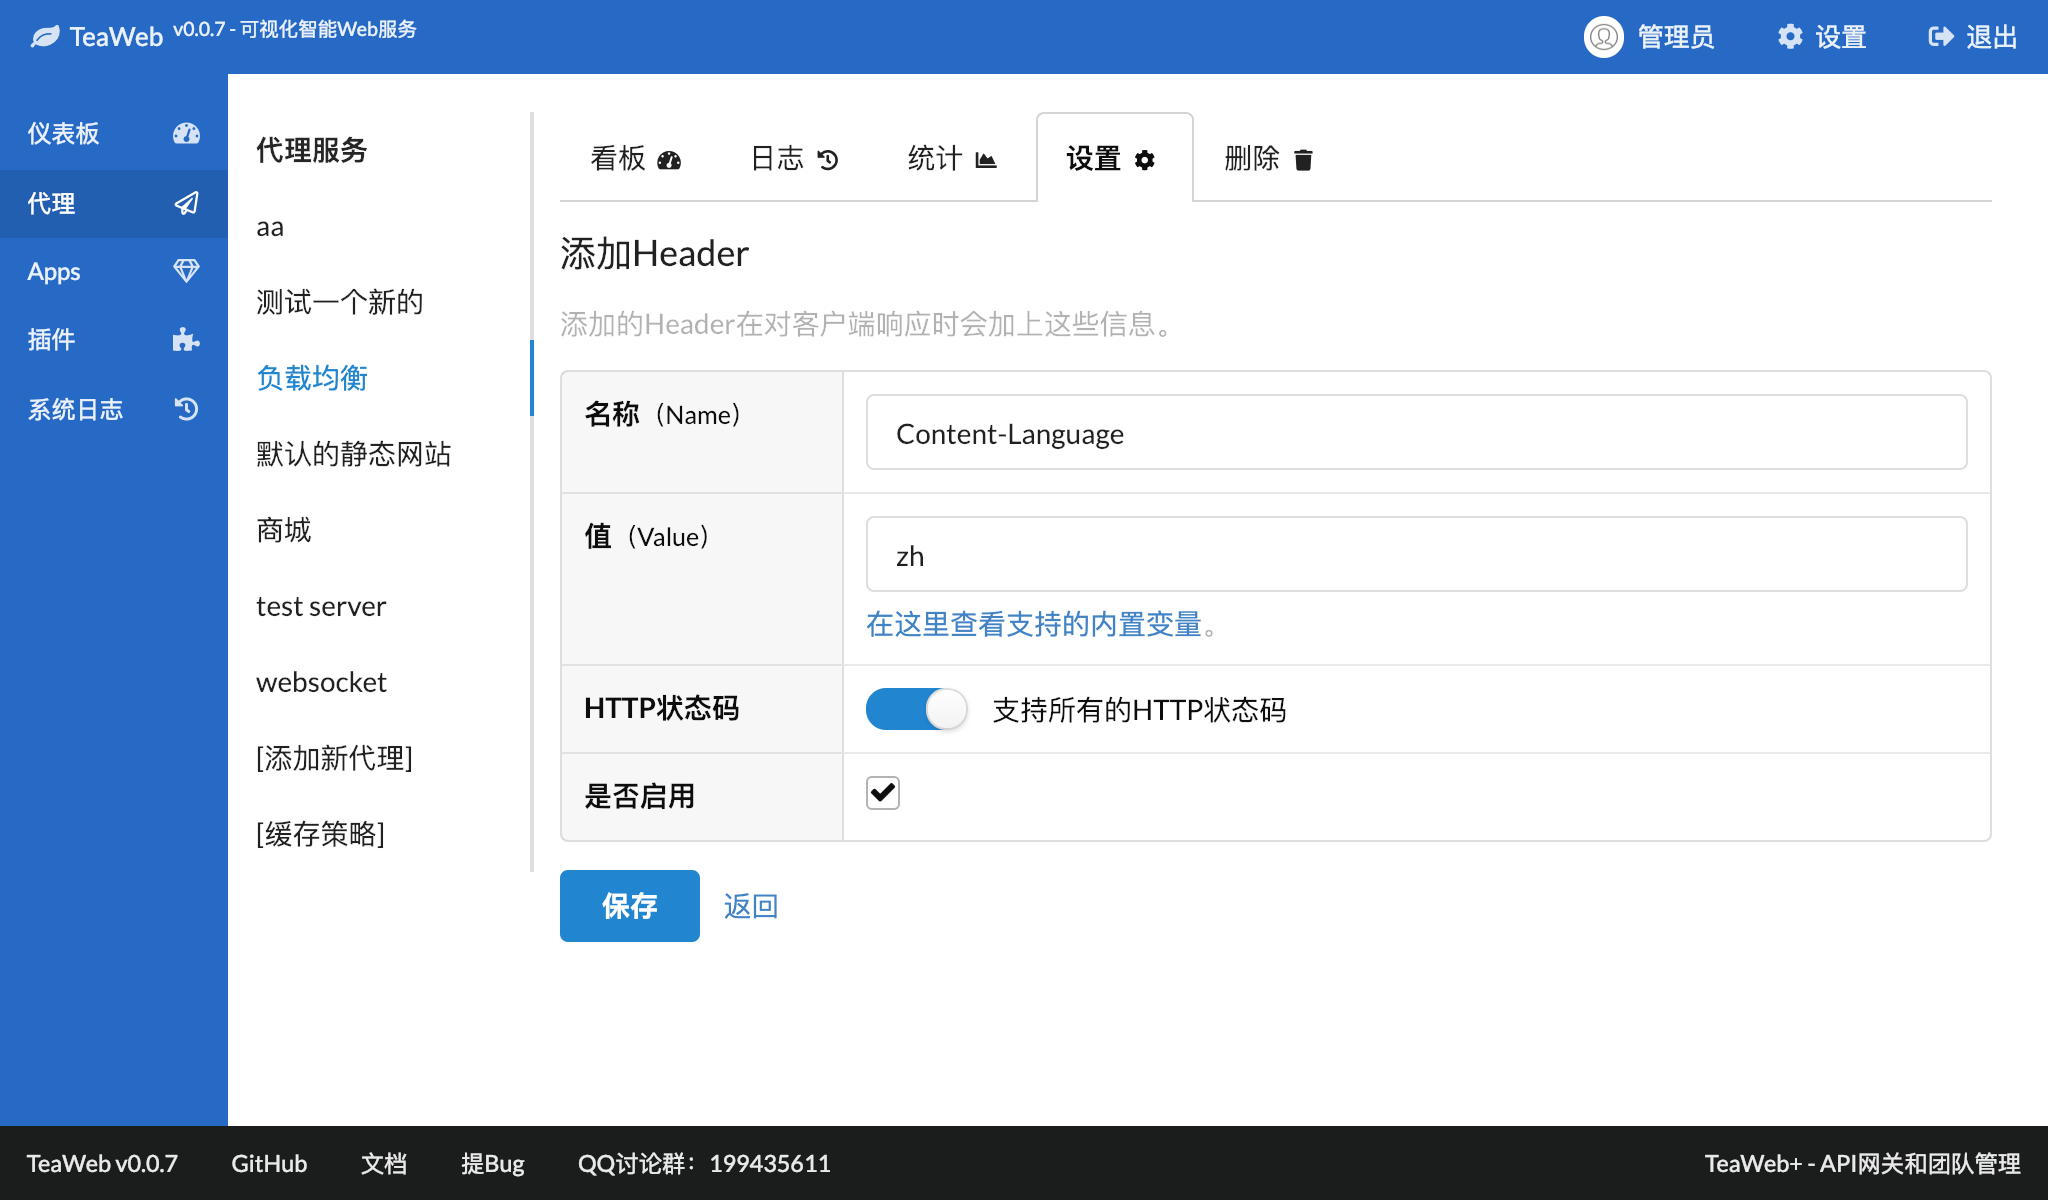 TeaWeb v0.0.7 - 可视化智能Web服务
管理员 设置 退出
仪表板
代理
Apps
插件
系统日志
代理服务
aa
测试一个新的
负载均衡
默认的静态网站
商城
test server
websocket
[添加新代理]
[缓存策略]
看板 日志 统计 设置 删除
添加Header
添加的Header在对客户端响应时会加上这些信息。
名称（Name） Content-Language
值（Value） zh
在这里查看支持的内置变量。
HTTP状态码 支持所有的HTTP状态码
是否启用
保存 返回
TeaWeb v0.0.7 GitHub 文档 提Bug QQ讨论群：199435611 TeaWeb+ - API网关和团队管理